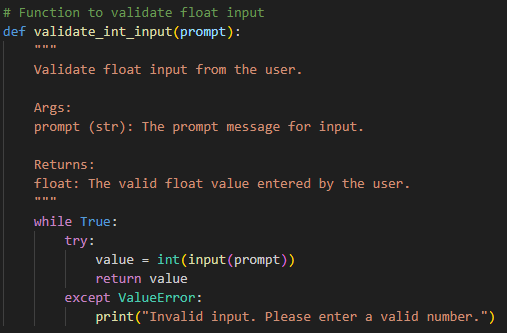 # Function to validate float input
def validate_int_input(prompt):
    """
    Validate float input from the user.

    Args:
    prompt (str): The prompt message for input.

    Returns:
    float: The valid float value entered by the user.
    """
    while True:
        try:
            value = int(input(prompt))
            return value
        except ValueError:
            print("Invalid input. Please enter a valid number.")